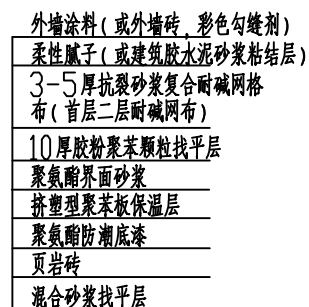 外墙涂料（或外墙砖，彩色勾缝剂）
柔性腻子（或建筑胶水泥砂浆粘结层）
3-5厚抗裂砂浆复合耐碱网格
布（首层二层耐碱网布）
10厚胶粉聚苯颗粒找平层
聚氨酯界面砂浆
挤塑型聚苯板保温层
聚氨酯防潮底漆
页岩砖
混合砂浆找平层